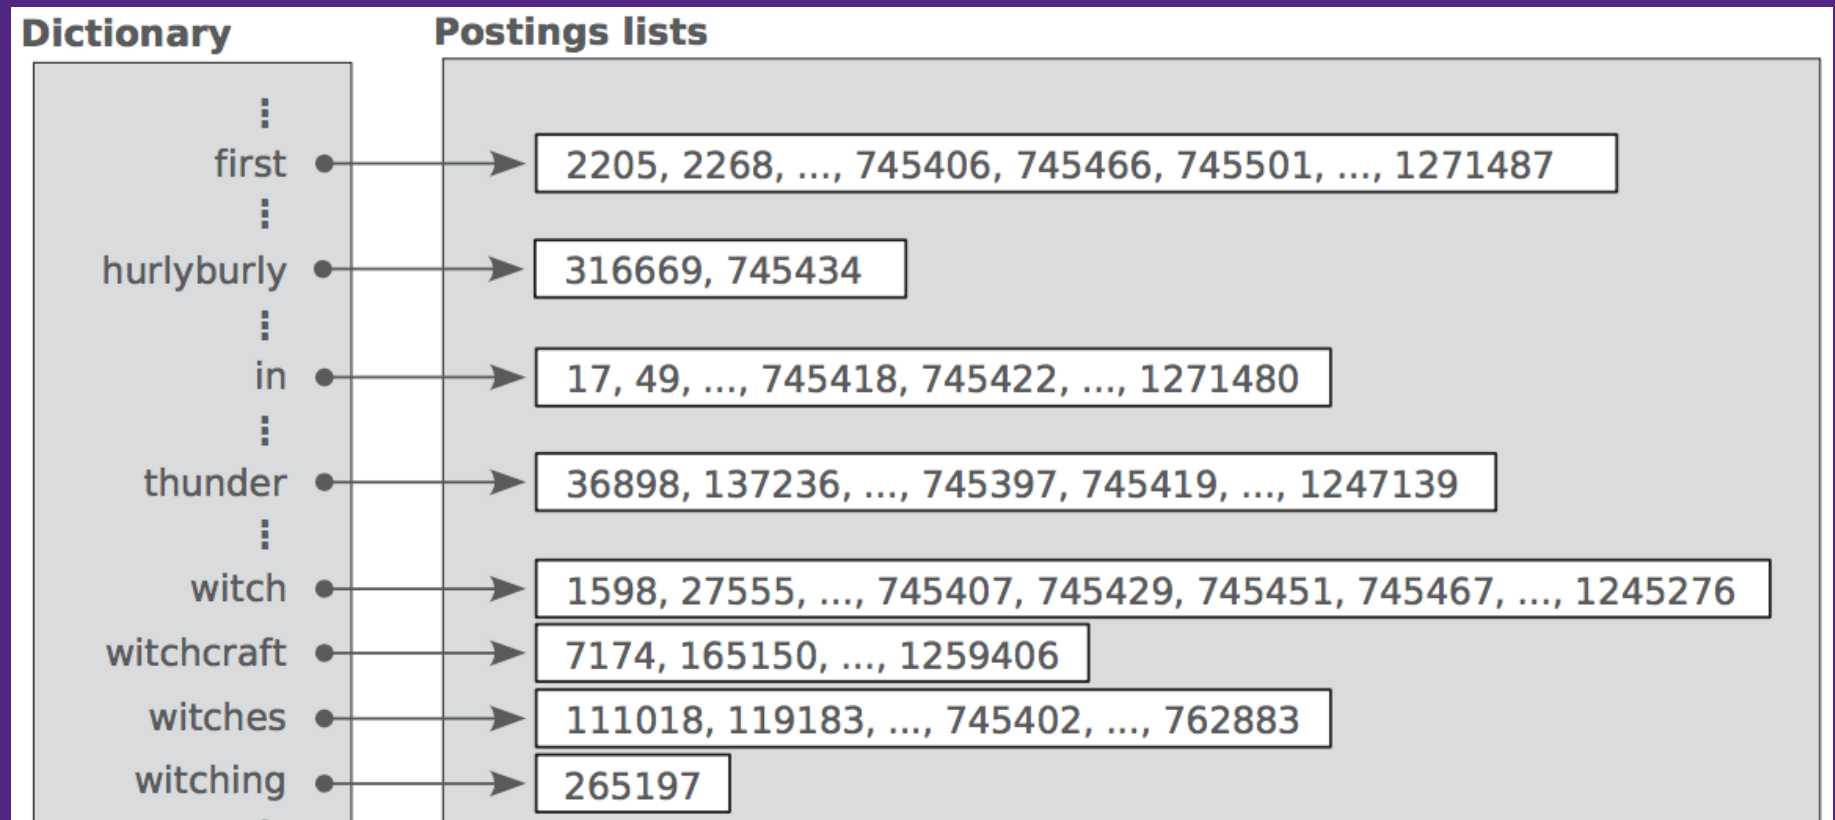 Dictionary Postings lists
first 2205, 2268, ..., 745406, 745466, 745501, ..., 1271487
hurlyburly 316669, 745434
in 17, 49, ..., 745418, 745422, ..., 1271480
thunder 36898, 137236, ..., 745397, 745419, ..., 1247139
witch 1598, 27555, ..., 745407, 745429, 745451, 745467, ..., 1245276
witchcraft 7174, 165150, ..., 1259406
witches 111018, 119183, ..., 745402, ..., 762883
witching 265197